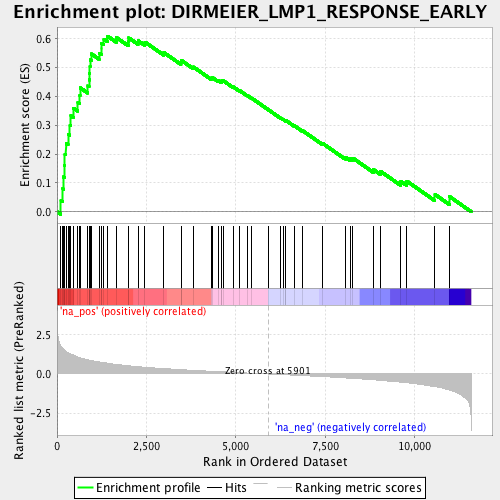 Enrichment plot: DIRMEIER_LMP1_RESPONSE_EARLY
Enrichment score (ES)
0.6
0.5
0.4
0.3
0.2
0.1
0.0
'na_pos' (positively correlated)
Ranked list metric (PreRanked)
2.5
0.0
-2.5
Zero cross at 5901
'na_neg' (negatively correlated)
0
2,500
5,000
7,500
10,000
Rank in Ordered Dataset
Enrichment profile
Hits
Ranking metric scores